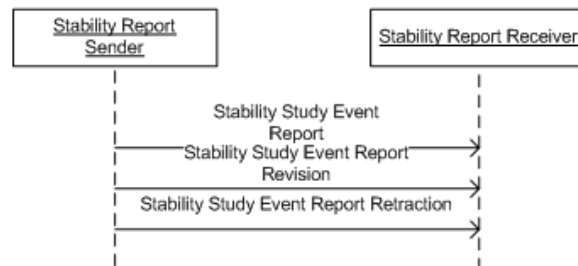 Stability Report
Sender
Stability Report Receiver
Stability Study Event
Report
Stability Study Event Report
Revision
Stability Study Event Report Retraction